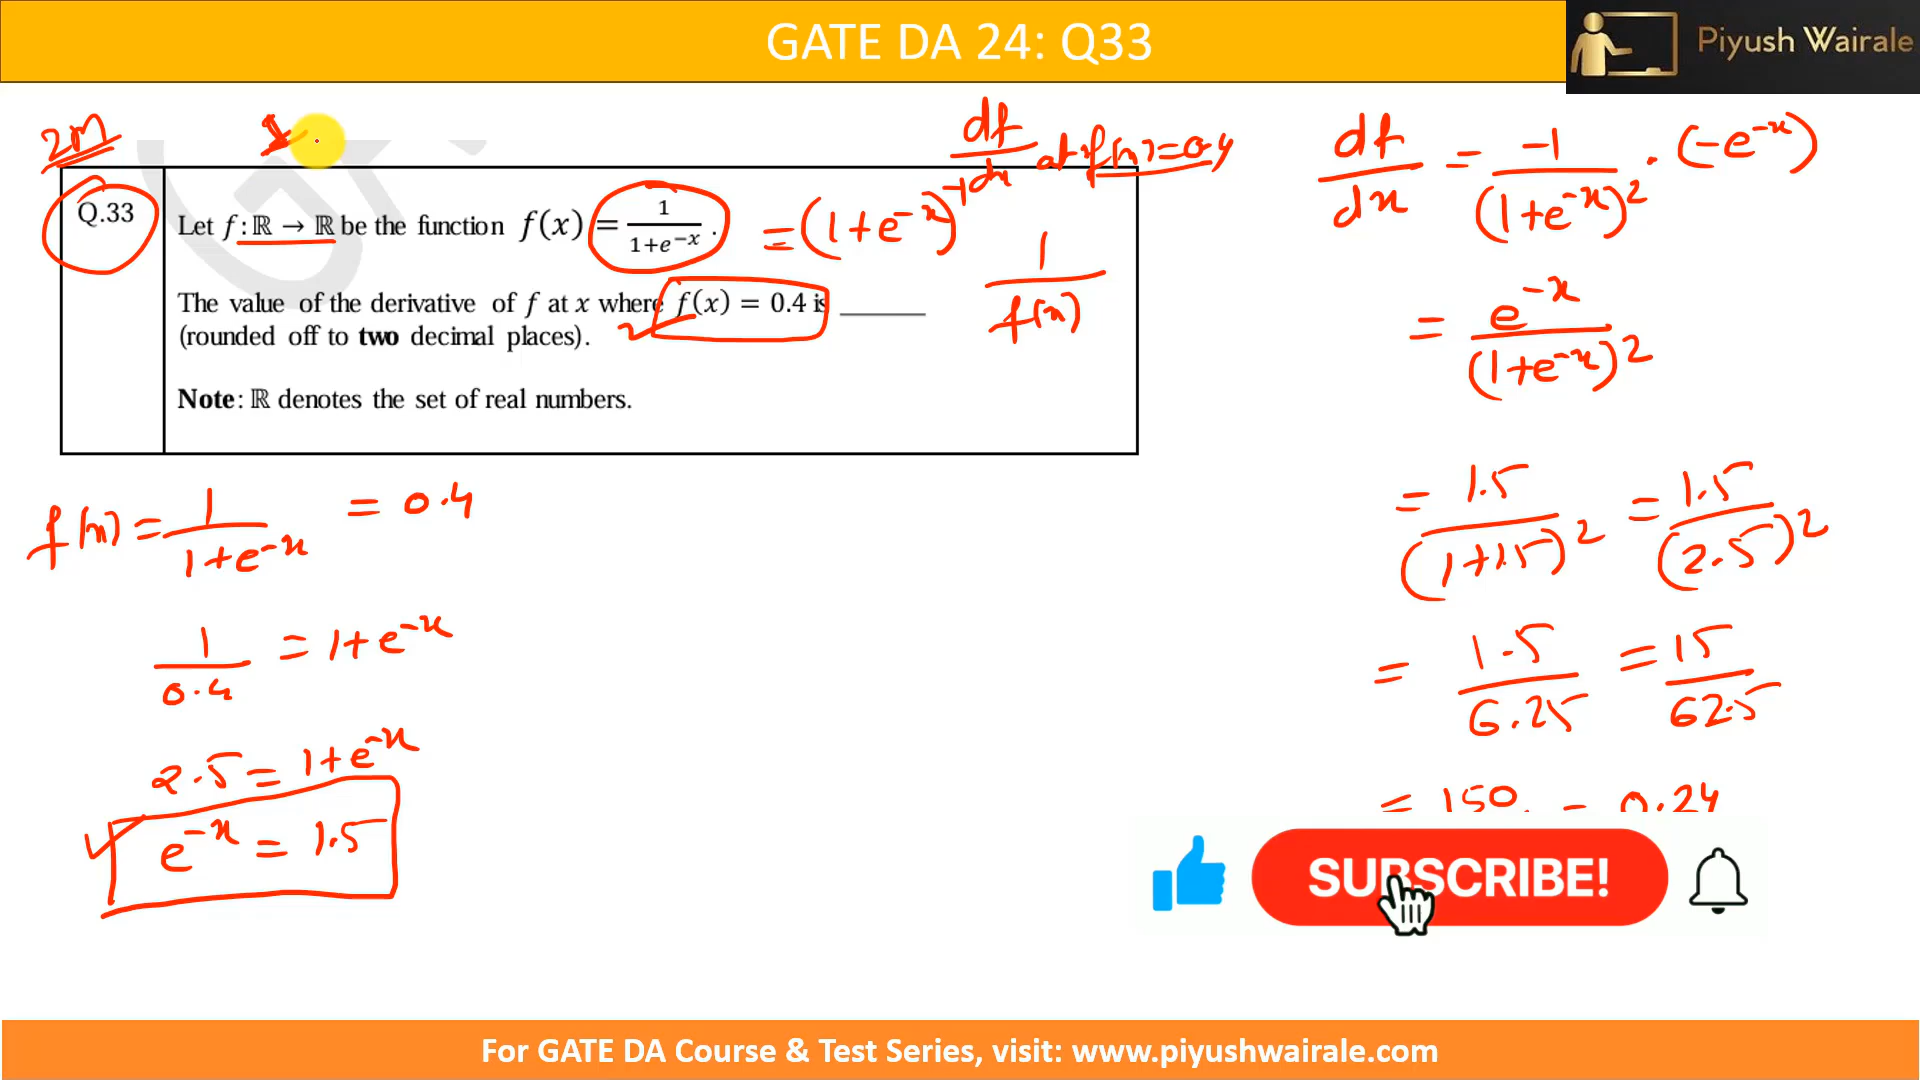 GATE DA 24: Q33
Piyush Wairale
2M
df/dx at f(x)=0.4
Q.33
Let f : ℝ → ℝ be the function f(x) = 1/(1+e^−x) . = (1+e^−x)^−1
1/f(x)
The value of the derivative of f at x where f(x) = 0.4 is ________
(rounded off to two decimal places).
Note: ℝ denotes the set of real numbers.
f(x) = 1/(1+e^−x) = 0.4
1/0.4 = 1+e^−x
2.5 = 1+e^−x
e^−x = 1.5
df/dx = −1/(1+e^−x)^2 · (−e^−x)
= e^−x/(1+e^−x)^2
= 1.5/(1+1.5)^2 = 1.5/(2.5)^2
= 1.5/6.25 = 15/62.5
= 150 = 0.24
SUBSCRIBE!
For GATE DA Course & Test Series, visit: www.piyushwairale.com